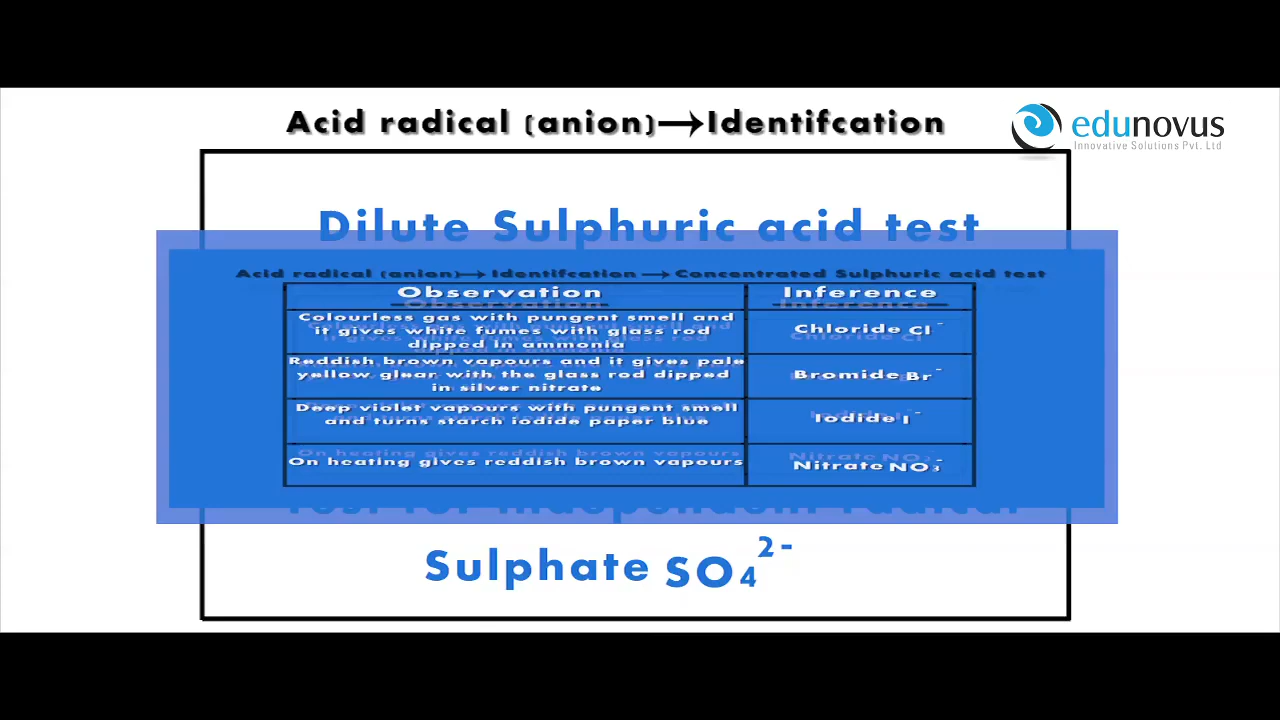 Acid radical (anion)→Identifcation
edunovus
Innovative Solutions Pvt. Ltd
Dilute Sulphuric acid test
Acid radical (anion)→ Identifcation → Concentrated Sulphuric acid test
Observation Inference
Colourless gas with pungent smell and
it gives white fumes with glass rod
dipped in ammonia
Chloride Cl⁻
Reddish brown vapours and it gives pale
yellow glear with the glass rod dipped
in silver nitrate
Bromide Br⁻
Deep violet vapours with pungent smell
and turns starch iodide paper blue
Iodide I⁻
On heating gives reddish brown vapours
Nitrate NO₃⁻
Test for Independent radical
Sulphate SO₄²⁻